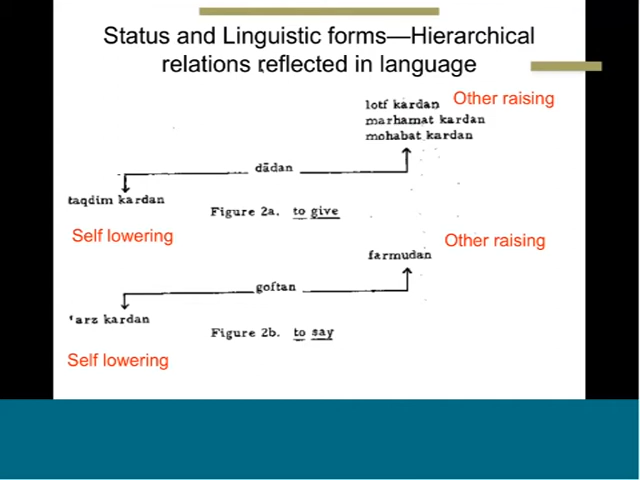 Status and Linguistic forms—Hierarchical
relations reflected in language
lotf kardan Other raising
marhamat kardan
mohabat kardan
dādan
taqdim kardan
Figure 2a. to give
Self lowering
Other raising
farmudan
goftan
'arz kardan
Figure 2b. to say
Self lowering